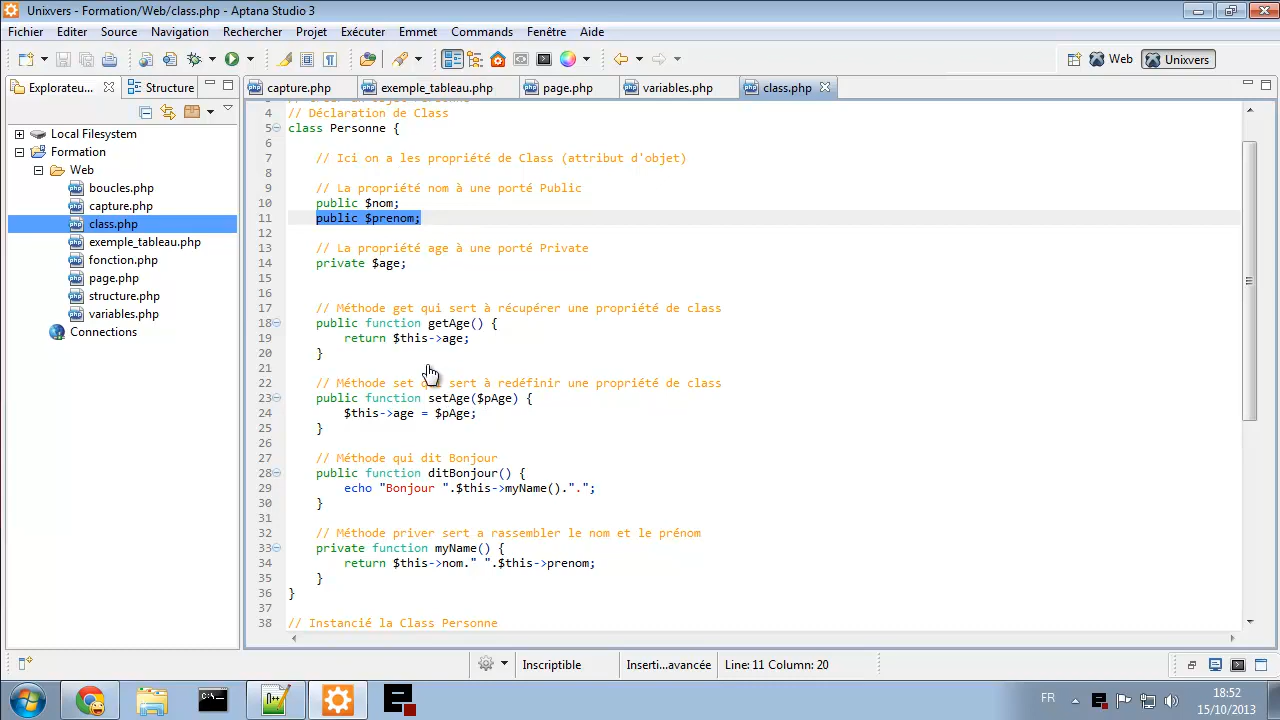 Unixvers - Formation/Web/class.php - Aptana Studio 3
Fichier Editer Source Navigation Rechercher Projet Exécuter Emmet Commands Fenêtre Aide
Web Unixvers
Explorateu... Structure capture.php exemple_tableau.php page.php variables.php class.php
Local Filesystem
Formation
Web
boucles.php
capture.php
class.php
exemple_tableau.php
fonction.php
page.php
structure.php
variables.php
Connections
4 // Déclaration de Class
5 class Personne {
6
7 // Ici on a les propriété de Class (attribut d'objet)
8
9 // La propriété nom à une porté Public
10 public $nom;
11 public $prenom;
12
13 // La propriété age à une porté Private
14 private $age;
15
16
17 // Méthode get qui sert à récupérer une propriété de class
18 public function getAge() {
19 return $this->age;
20 }
21
22 // Méthode set qui sert à redéfinir une propriété de class
23 public function setAge($pAge) {
24 $this->age = $pAge;
25 }
26
27 // Méthode qui dit Bonjour
28 public function ditBonjour() {
29 echo "Bonjour ".$this->myName().".";
30 }
31
32 // Méthode priver sert a rassembler le nom et le prénom
33 private function myName() {
34 return $this->nom." ".$this->prenom;
35 }
36 }
37
38 // Instancié la Class Personne
Inscriptible Inserti...avancée Line: 11 Column: 20
FR 18:52
15/10/2013